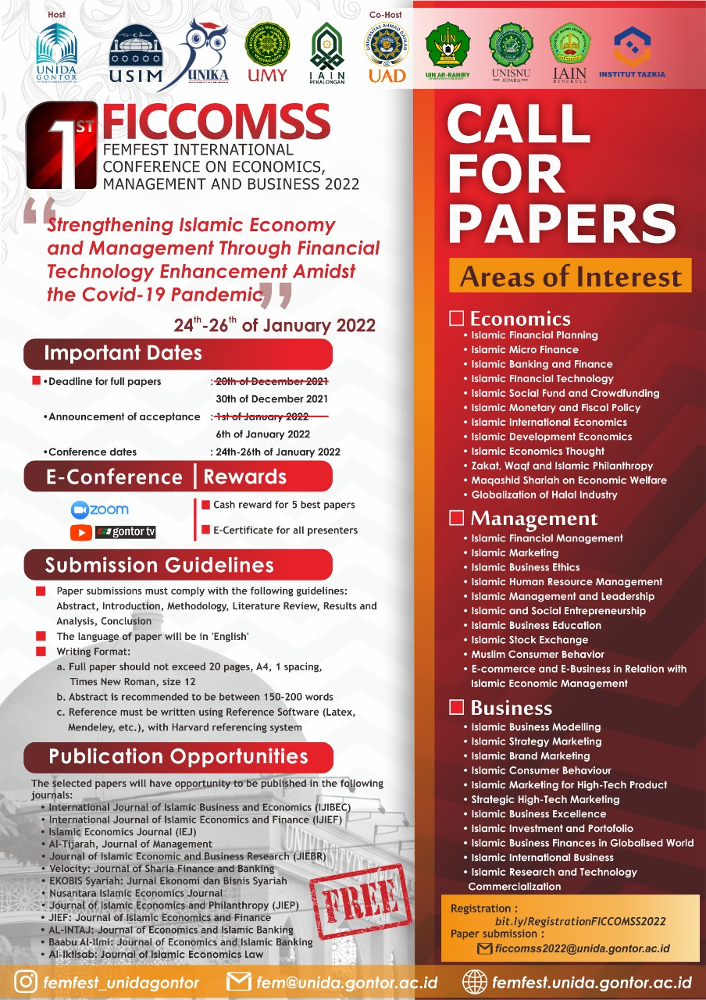 Host
Co-Host
UNIDA
GONTOR
USIM
UNIKA
UMY
IAIN
PEKALONGAN
UNIVERSITAS AHMAD DAHLAN
UAD
UIN
UIN AR-RANIRY
UNISNU
JEPARA
IAIN
BENGKULU
INSTITUT TAZKIA
1ST
FICCOMSS
FEMFEST INTERNATIONAL
CONFERENCE ON ECONOMICS,
MANAGEMENT AND BUSINESS 2022
“Strengthening Islamic Economy
and Management Through Financial
Technology Enhancement Amidst
the Covid-19 Pandemic”
24th-26th of January 2022
Important Dates
•Deadline for full papers : 20th of December 2021
30th of December 2021
•Announcement of acceptance : 1st of January 2022
6th of January 2022
•Conference dates : 24th-26th of January 2022
E-Conference | Rewards
zoom
gontor tv
Cash reward for 5 best papers
E-Certificate for all presenters
Submission Guidelines
Paper submissions must comply with the following guidelines:
Abstract, Introduction, Methodology, Literature Review, Results and
Analysis, Conclusion
The language of paper will be in 'English'
Writing Format:
a. Full paper should not exceed 20 pages, A4, 1 spacing,
Times New Roman, size 12
b. Abstract is recommended to be between 150-200 words
c. Reference must be written using Reference Software (Latex,
Mendeley, etc.), with Harvard referencing system
Publication Opportunities
The selected papers will have opportunity to be published in the following
journals:
• International Journal of Islamic Business and Economics (IJIBEC)
• International Journal of Islamic Economics and Finance (IJIEF)
• Islamic Economics Journal (IEJ)
• Al-Tijarah, Journal of Management
• Journal of Islamic Economic and Business Research (JIEBR)
• Velocity: Journal of Sharia Finance and Banking
• EKOBIS Syariah: Jurnal Ekonomi dan Bisnis Syariah
• Nusantara Islamic Economics Journal
• Journal of Islamic Economics and Philanthropy (JIEP)
• JIEF: Journal of Islamic Economics and Finance
• AL-INTAJ: Journal of Economics and Islamic Banking
• Baabu Al-Ilmi: Journal of Economics and Islamic Banking
• Al-Iktisab: Journal of Islamic Economics Law
UNIVERSITY OF
FREE
CALL
FOR
PAPERS
Areas of Interest
Economics
• Islamic Financial Planning
• Islamic Micro Finance
• Islamic Banking and Finance
• Islamic FInancial Technology
• Islamic Social Fund and Crowdfunding
• Islamic Monetary and Fiscal Policy
• Islamic International Economics
• Islamic Development Economics
• Islamic Economics Thought
• Zakat, Waqf and Islamic Philanthropy
• Maqashid Shariah on Economic Welfare
• Globalization of Halal Industry
Management
• Islamic Financial Management
• Islamic Marketing
• Islamic Business Ethics
• Islamic Human Resource Management
• Islamic Management and Leadership
• Islamic and Social Entrepreneurship
• Islamic Business Education
• Islamic Stock Exchange
• Muslim Consumer Behavior
• E-commerce and E-Business in Relation with
Islamic Economic Management
Business
• Islamic Business Modelling
• Islamic Strategy Marketing
• Islamic Brand Marketing
• Islamic Consumer Behaviour
• Islamic Marketing for High-Tech Product
• Strategic High-Tech Marketing
• Islamic Business Excellence
• Islamic Investment and Portofolio
• Islamic Business Finances in Globalised World
• Islamic International Business
• Islamic Research and Technology
Commercialization
Registration :
bit.ly/RegistrationFICCOMSS2022
Paper submission :
ficcomss2022@unida.gontor.ac.id
femfest_unidagontor
fem@unida.gontor.ac.id
femfest.unida.gontor.ac.id